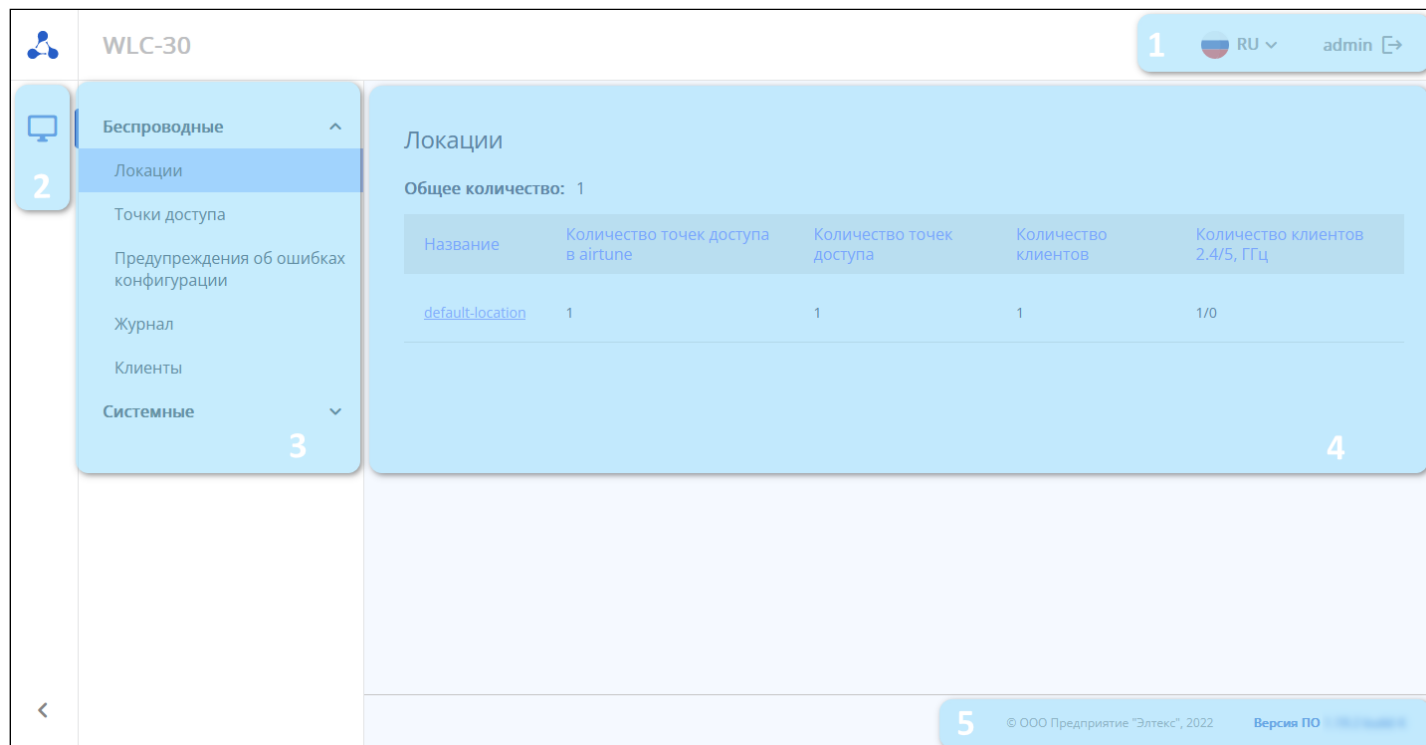 WLC-30
1
RU
admin
2
Беспроводные
Локации
Точки доступа
Предупреждения об ошибках
конфигурации
Журнал
Клиенты
Системные
3
Локации
Общее количество: 1
Название
Количество точек доступа
в airtune
Количество точек
доступа
Количество
клиентов
Количество клиентов
2.4/5, ГГц
default-location 1 1 1 1/0
4
5
© ООО Предприятие "Элтекс", 2022
Версия ПО